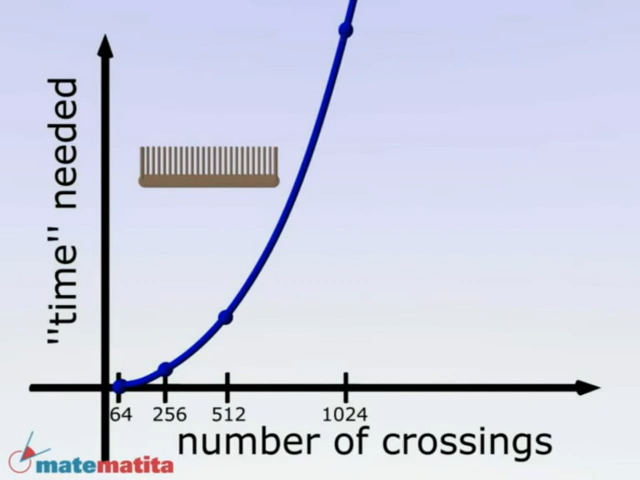 "time" needed
64 256 512 1024
number of crossings
matematita